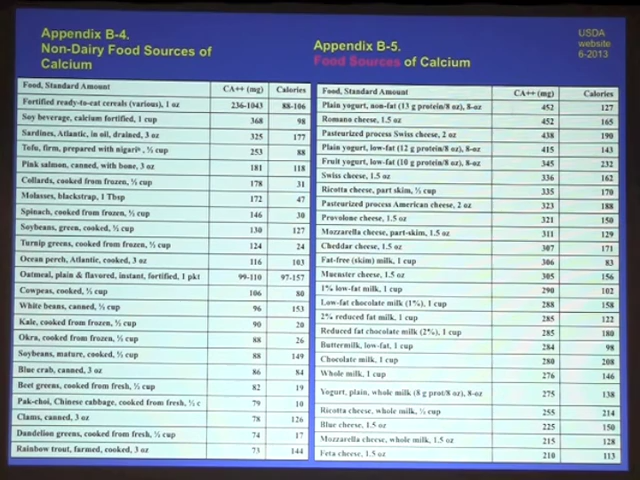 Appendix B-4.
Non-Dairy Food Sources of
Calcium
Food, Standard Amount CA++ (mg) Calories
Fortified ready-to-eat cereals (various), 1 oz 236-1043 88-106
Soy beverage, calcium fortified, 1 cup 368 98
Sardines, Atlantic, in oil, drained, 3 oz 325 177
Tofu, firm, prepared with nigari , ½ cup 253 88
Pink salmon, canned, with bone, 3 oz 181 118
Collards, cooked from frozen, ½ cup 178 31
Molasses, blackstrap, 1 Tbsp 172 47
Spinach, cooked from frozen, ½ cup 146 30
Soybeans, green, cooked, ½ cup 130 127
Turnip greens, cooked from frozen, ½ cup 124 24
Ocean perch, Atlantic, cooked, 3 oz 116 103
Oatmeal, plain & flavored, instant, fortified, 1 pkt 99-110 97-157
Cowpeas, cooked, ½ cup 106 80
White beans, canned, ½ cup 96 153
Kale, cooked from frozen, ½ cup 90 20
Okra, cooked from frozen, ½ cup 88 26
Soybeans, mature, cooked, ½ cup 88 149
Blue crab, canned, 3 oz 86 84
Beet greens, cooked from fresh, ½ cup 82 19
Pak-choi, Chinese cabbage, cooked from fresh, ½ c 79 10
Clams, canned, 3 oz 78 126
Dandelion greens, cooked from fresh, ½ cup 74 17
Rainbow trout, farmed, cooked, 3 oz 73 144
Appendix B-5.
Food Sources of Calcium
USDA
website
6-2013
Food, Standard Amount CA++ (mg) Calories
Plain yogurt, non-fat (13 g protein/8 oz), 8-oz 452 127
Romano cheese, 1.5 oz 452 165
Pasteurized process Swiss cheese, 2 oz 438 190
Plain yogurt, low-fat (12 g protein/8 oz), 8-oz 415 143
Fruit yogurt, low-fat (10 g protein/8 oz), 8-oz 345 232
Swiss cheese, 1.5 oz 336 162
Ricotta cheese, part skim, ½ cup 335 170
Pasteurized process American cheese, 2 oz 323 188
Provolone cheese, 1.5 oz 321 150
Mozzarella cheese, part-skim, 1.5 oz 311 129
Cheddar cheese, 1.5 oz 307 171
Fat-free (skim) milk, 1 cup 306 83
Muenster cheese, 1.5 oz 305 156
1% low-fat milk, 1 cup 290 102
Low-fat chocolate milk (1%), 1 cup 288 158
2% reduced fat milk, 1 cup 285 122
Reduced fat chocolate milk (2%), 1 cup 285 180
Buttermilk, low-fat, 1 cup 284 98
Chocolate milk, 1 cup 280 208
Whole milk, 1 cup 276 146
Yogurt, plain, whole milk (8 g prot/8 oz), 8-oz 275 138
Ricotta cheese, whole milk, ½ cup 255 214
Blue cheese, 1.5 oz 225 150
Mozzarella cheese, whole milk, 1.5 oz 215 128
Feta cheese, 1.5 oz 210 113